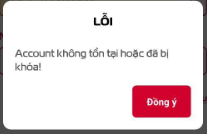 LỖI
Account không tồn tại hoặc đã bị
khóa!
Đồng ý